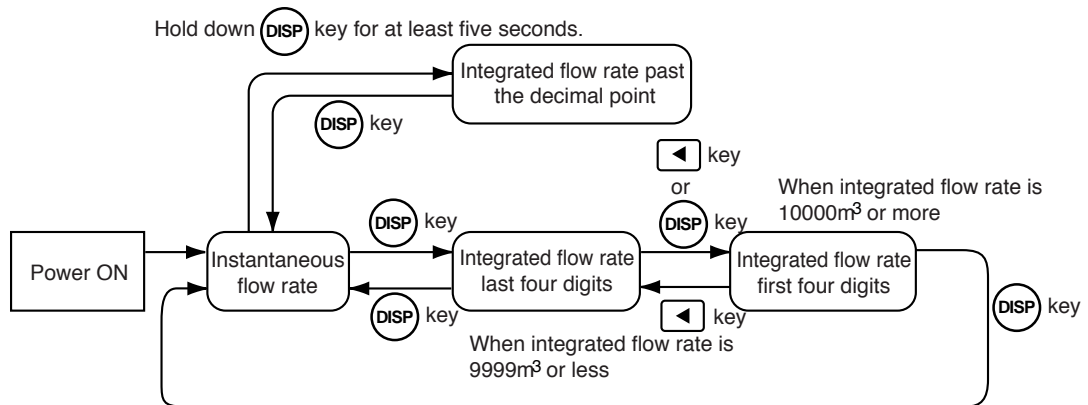 Hold down DISP key for at least five seconds.
Integrated flow rate past
the decimal point
DISP key
◄ key
or
DISP key
When integrated flow rate is
10000m³ or more
DISP key
Power ON
Instantaneous
flow rate
Integrated flow rate
last four digits
Integrated flow rate
first four digits
DISP key
◄ key
DISP key
When integrated flow rate is
9999m³ or less